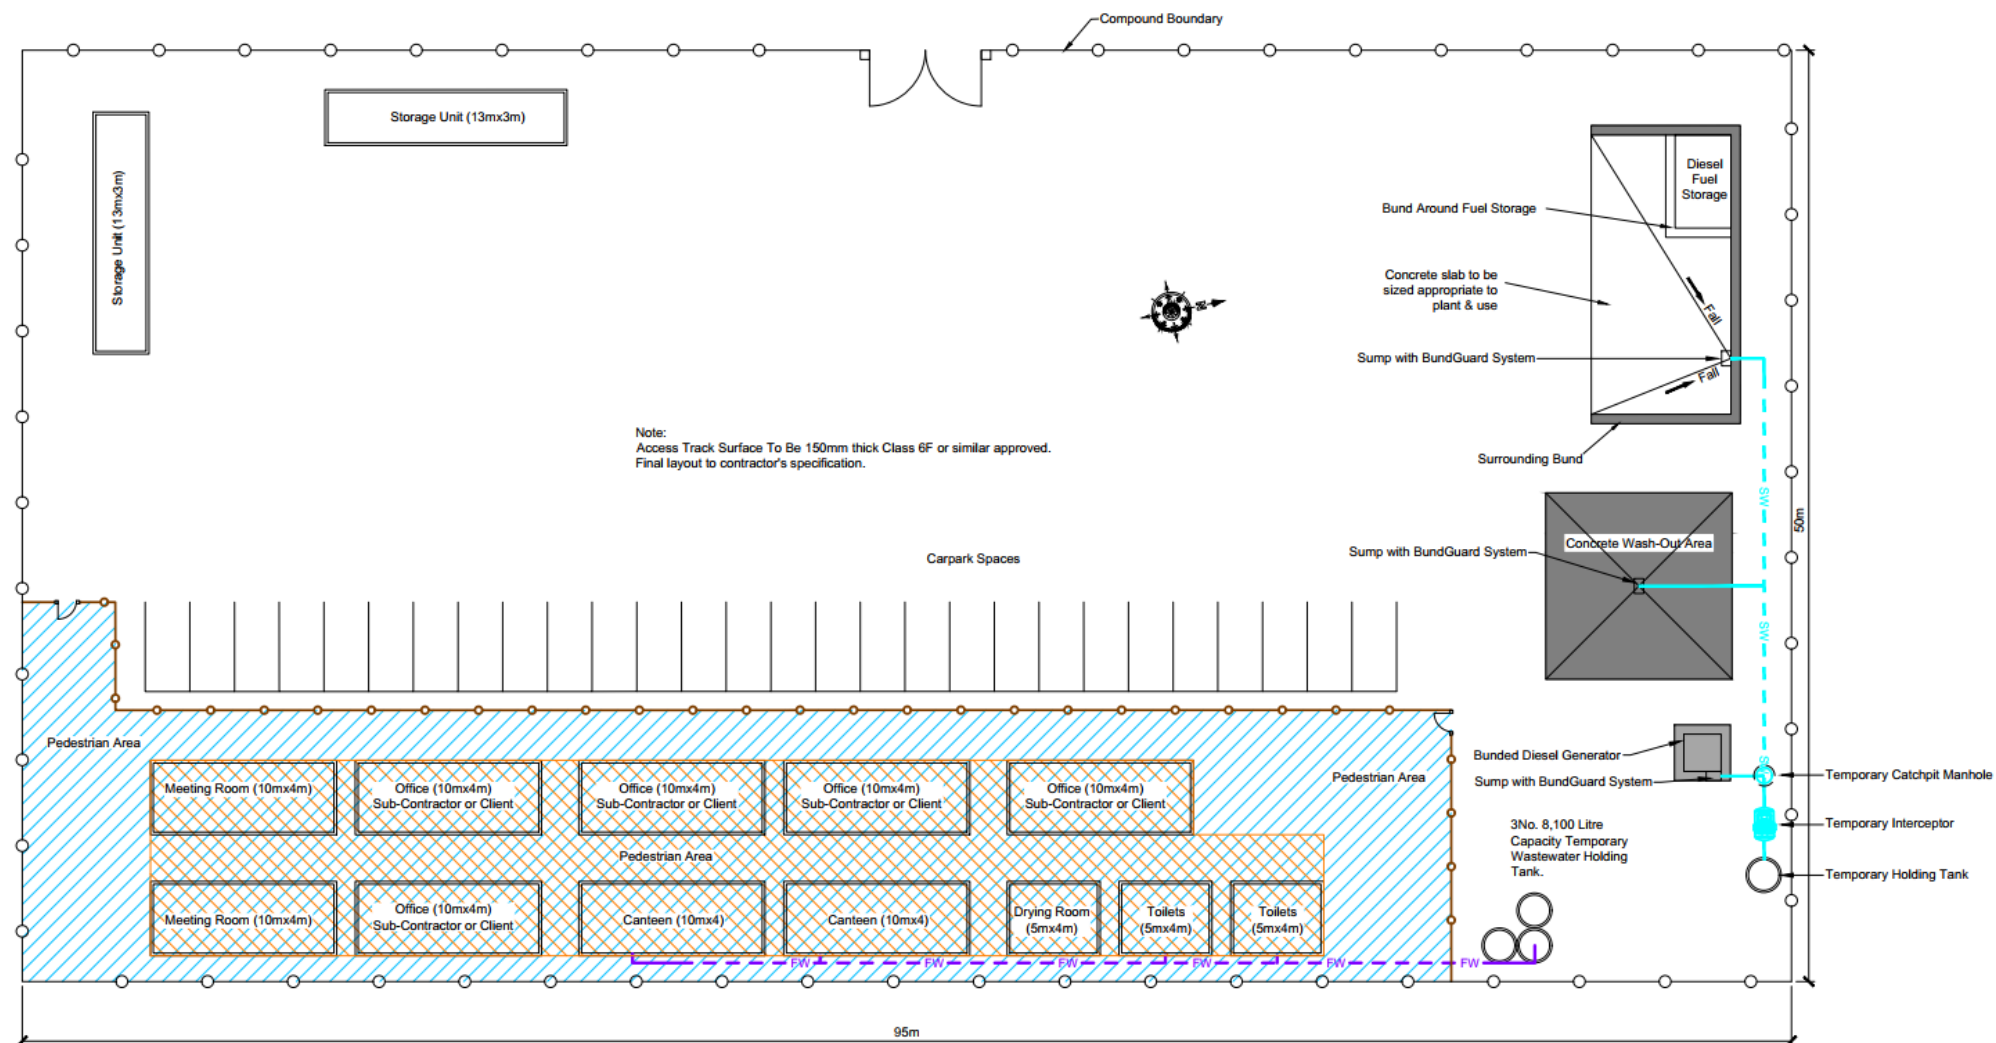 Compound Boundary
Storage Unit (13mx3m)
Storage Unit (13mx3m)
Diesel
Fuel
Storage
Bund Around Fuel Storage
Concrete slab to be
sized appropriate to
plant & use
N
Fall
Sump with BundGuard System
Fall
Note:
Access Track Surface To Be 150mm thick Class 6F or similar approved.
Final layout to contractor's specification.
Surrounding Bund
SW
50m
Concrete Wash-Out Area
Sump with BundGuard System
Carpark Spaces
SW
Pedestrian Area
Bunded Diesel Generator
Sump with BundGuard System
SW
Temporary Catchpit Manhole
Pedestrian Area
Meeting Room (10mx4m)
Office (10mx4m)
Sub-Contractor or Client
Office (10mx4m)
Sub-Contractor or Client
Office (10mx4m)
Sub-Contractor or Client
Office (10mx4m)
Sub-Contractor or Client
3No. 8,100 Litre
Capacity Temporary
Wastewater Holding
Tank.
Temporary Interceptor
Pedestrian Area
Temporary Holding Tank
Meeting Room (10mx4m)
Office (10mx4m)
Sub-Contractor or Client
Canteen (10mx4)
Canteen (10mx4)
Drying Room
(5mx4m)
Toilets
(5mx4m)
Toilets
(5mx4m)
FW
FW
FW
FW
FW
FW
95m